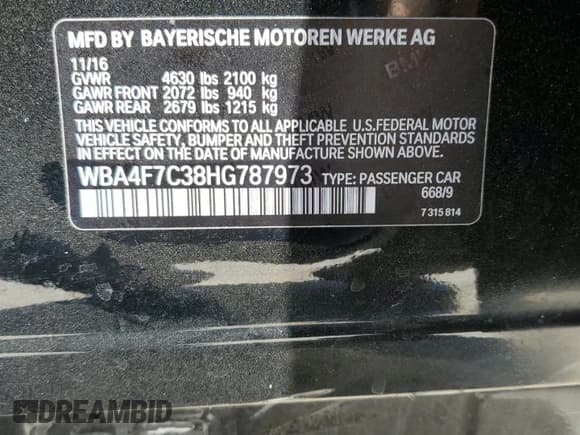 MFD BY BAYERISCHE MOTOREN WERKE AG
11/16
GVWR 4630 lbs 2100 kg
GAWR FRONT 2072 lbs 940 kg
GAWR REAR 2679 lbs 1215 kg
THIS VEHICLE CONFORMS TO ALL APPLICABLE U.S.FEDERAL MOTOR
VEHICLE SAFETY, BUMPER AND THEFT PREVENTION STANDARDS
IN EFFECT ON THE DATE OF MANUFACTURE SHOWN ABOVE.
WBA4F7C38HG787973 TYPE: PASSENGER CAR
668/9
7 315 814
DREAMBID